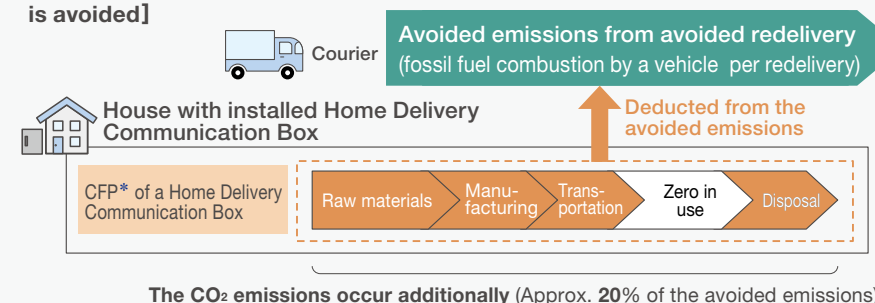 is avoided]
Courier
Avoided emissions from avoided redelivery
(fossil fuel combustion by a vehicle per redelivery)
House with installed Home Delivery
Communication Box
Deducted from the
avoided emissions
CFP* of a Home Delivery
Communication Box
Raw materials
Manu-
facturing
Trans-
portation
Zero in
use
Disposal
The CO₂ emissions occur additionally (Approx. 20% of the avoided emissions)